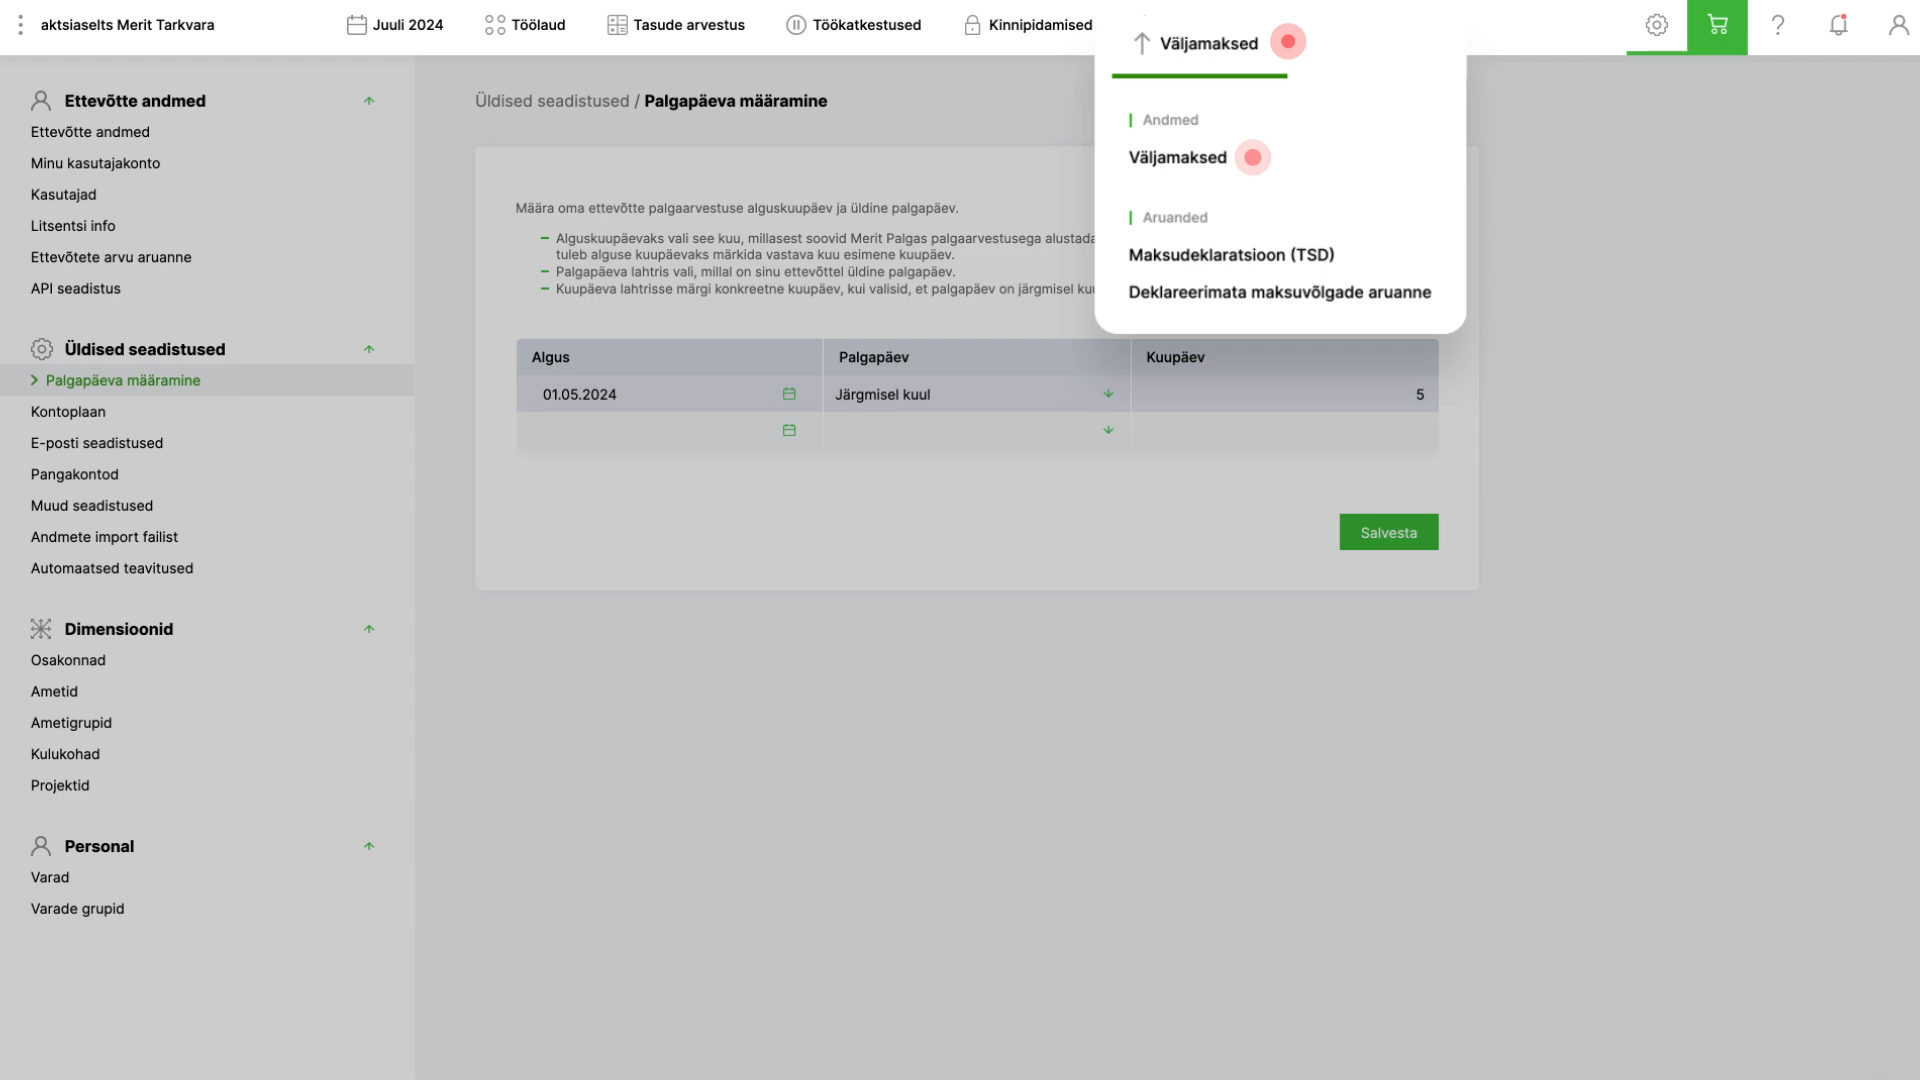 aktsiaselts Merit Tarkvara
Juuli 2024
Töölaud
Tasude arvestus
Töökatkestused
Kinnipidamised
Väljamaksed
Andmed
Väljamaksed
Aruanded
Maksudeklaratsioon (TSD)
Deklareerimata maksuvõlgade aruanne
Ettevõtte andmed
Ettevõtte andmed
Minu kasutajakonto
Kasutajad
Litsentsi info
Ettevõtete arvu aruanne
API seadistus
Üldised seadistused
Palgapäeva määramine
Kontoplaan
E-posti seadistused
Pangakontod
Muud seadistused
Andmete import failist
Automaatsed teavitused
Dimensioonid
Osakonnad
Ametid
Ametigrupid
Kulukohad
Projektid
Personal
Varad
Varade grupid
Üldised seadistused / Palgapäeva määramine
Määra oma ettevõtte palgaarvestuse alguskuupäev ja üldine palgapäev.
Alguskuupäevaks vali see kuu, millasest soovid Merit Palgas palgaarvestusega alustada
tuleb alguse kuupäevaks märkida vastava kuu esimene kuupäev.
Palgapäeva lahtris vali, millal on sinu ettevõttel üldine palgapäev.
Kuupäeva lahtrisse märgi konkreetne kuupäev, kui valisid, et palgapäev on järgmisel
Algus
Palgapäev
Kuupäev
01.05.2024
Järgmisel kuul
5
Salvesta